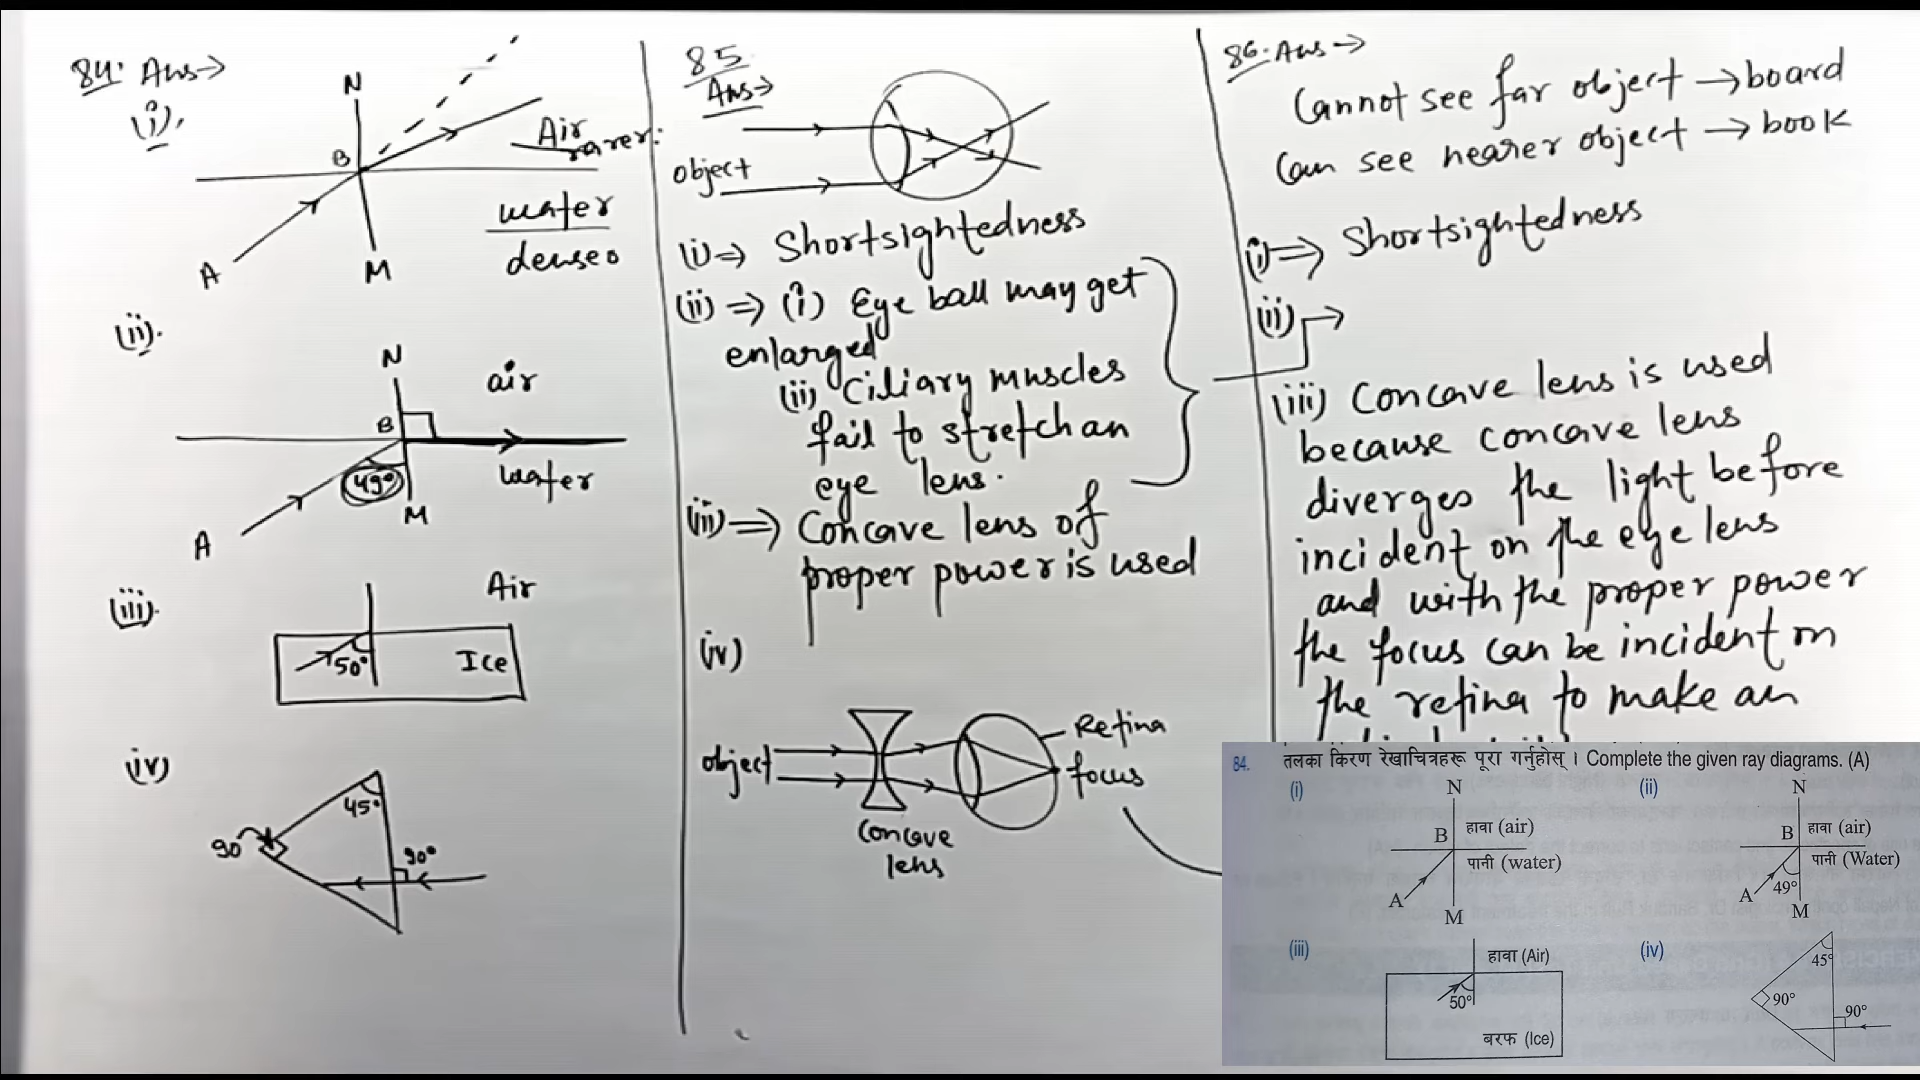 84. Ans→
(i).
N
B
Air
rarer.
water
denser
A
M
(ii).
N
air
B
49°
water
M
A
(iii).
Air
50°
Ice
(iv)
45°
90
90°
85
Ans→
object
(i)⇒ Shortsightedness
(ii) ⇒ (i) Eye ball may get
enlarged
(ii) Ciliary muscles
fail to stretch an
eye lens.
(iii)⇒ Concave lens of
proper power is used
(iv)
object
Retina
focus
Concave
lens
86. Ans→
Cannot see far object → board
Can see nearer object → book
(i)⇒ Shortsightedness
(ii)→
(iii) Concave lens is used
because concave lens
diverges the light before
incident on the eye lens
and with the proper power
the focus can be incident on
the retina to make an
84. तलका किरण रेखाचित्रहरू पूरा गर्नुहोस् । Complete the given ray diagrams. (A)
(i)
N
B हावा (air)
पानी (water)
A
M
(ii)
N
B हावा (air)
पानी (Water)
A 49°
M
(iii)
हावा (Air)
50°
बरफ (Ice)
(iv)
45°
90°
90°